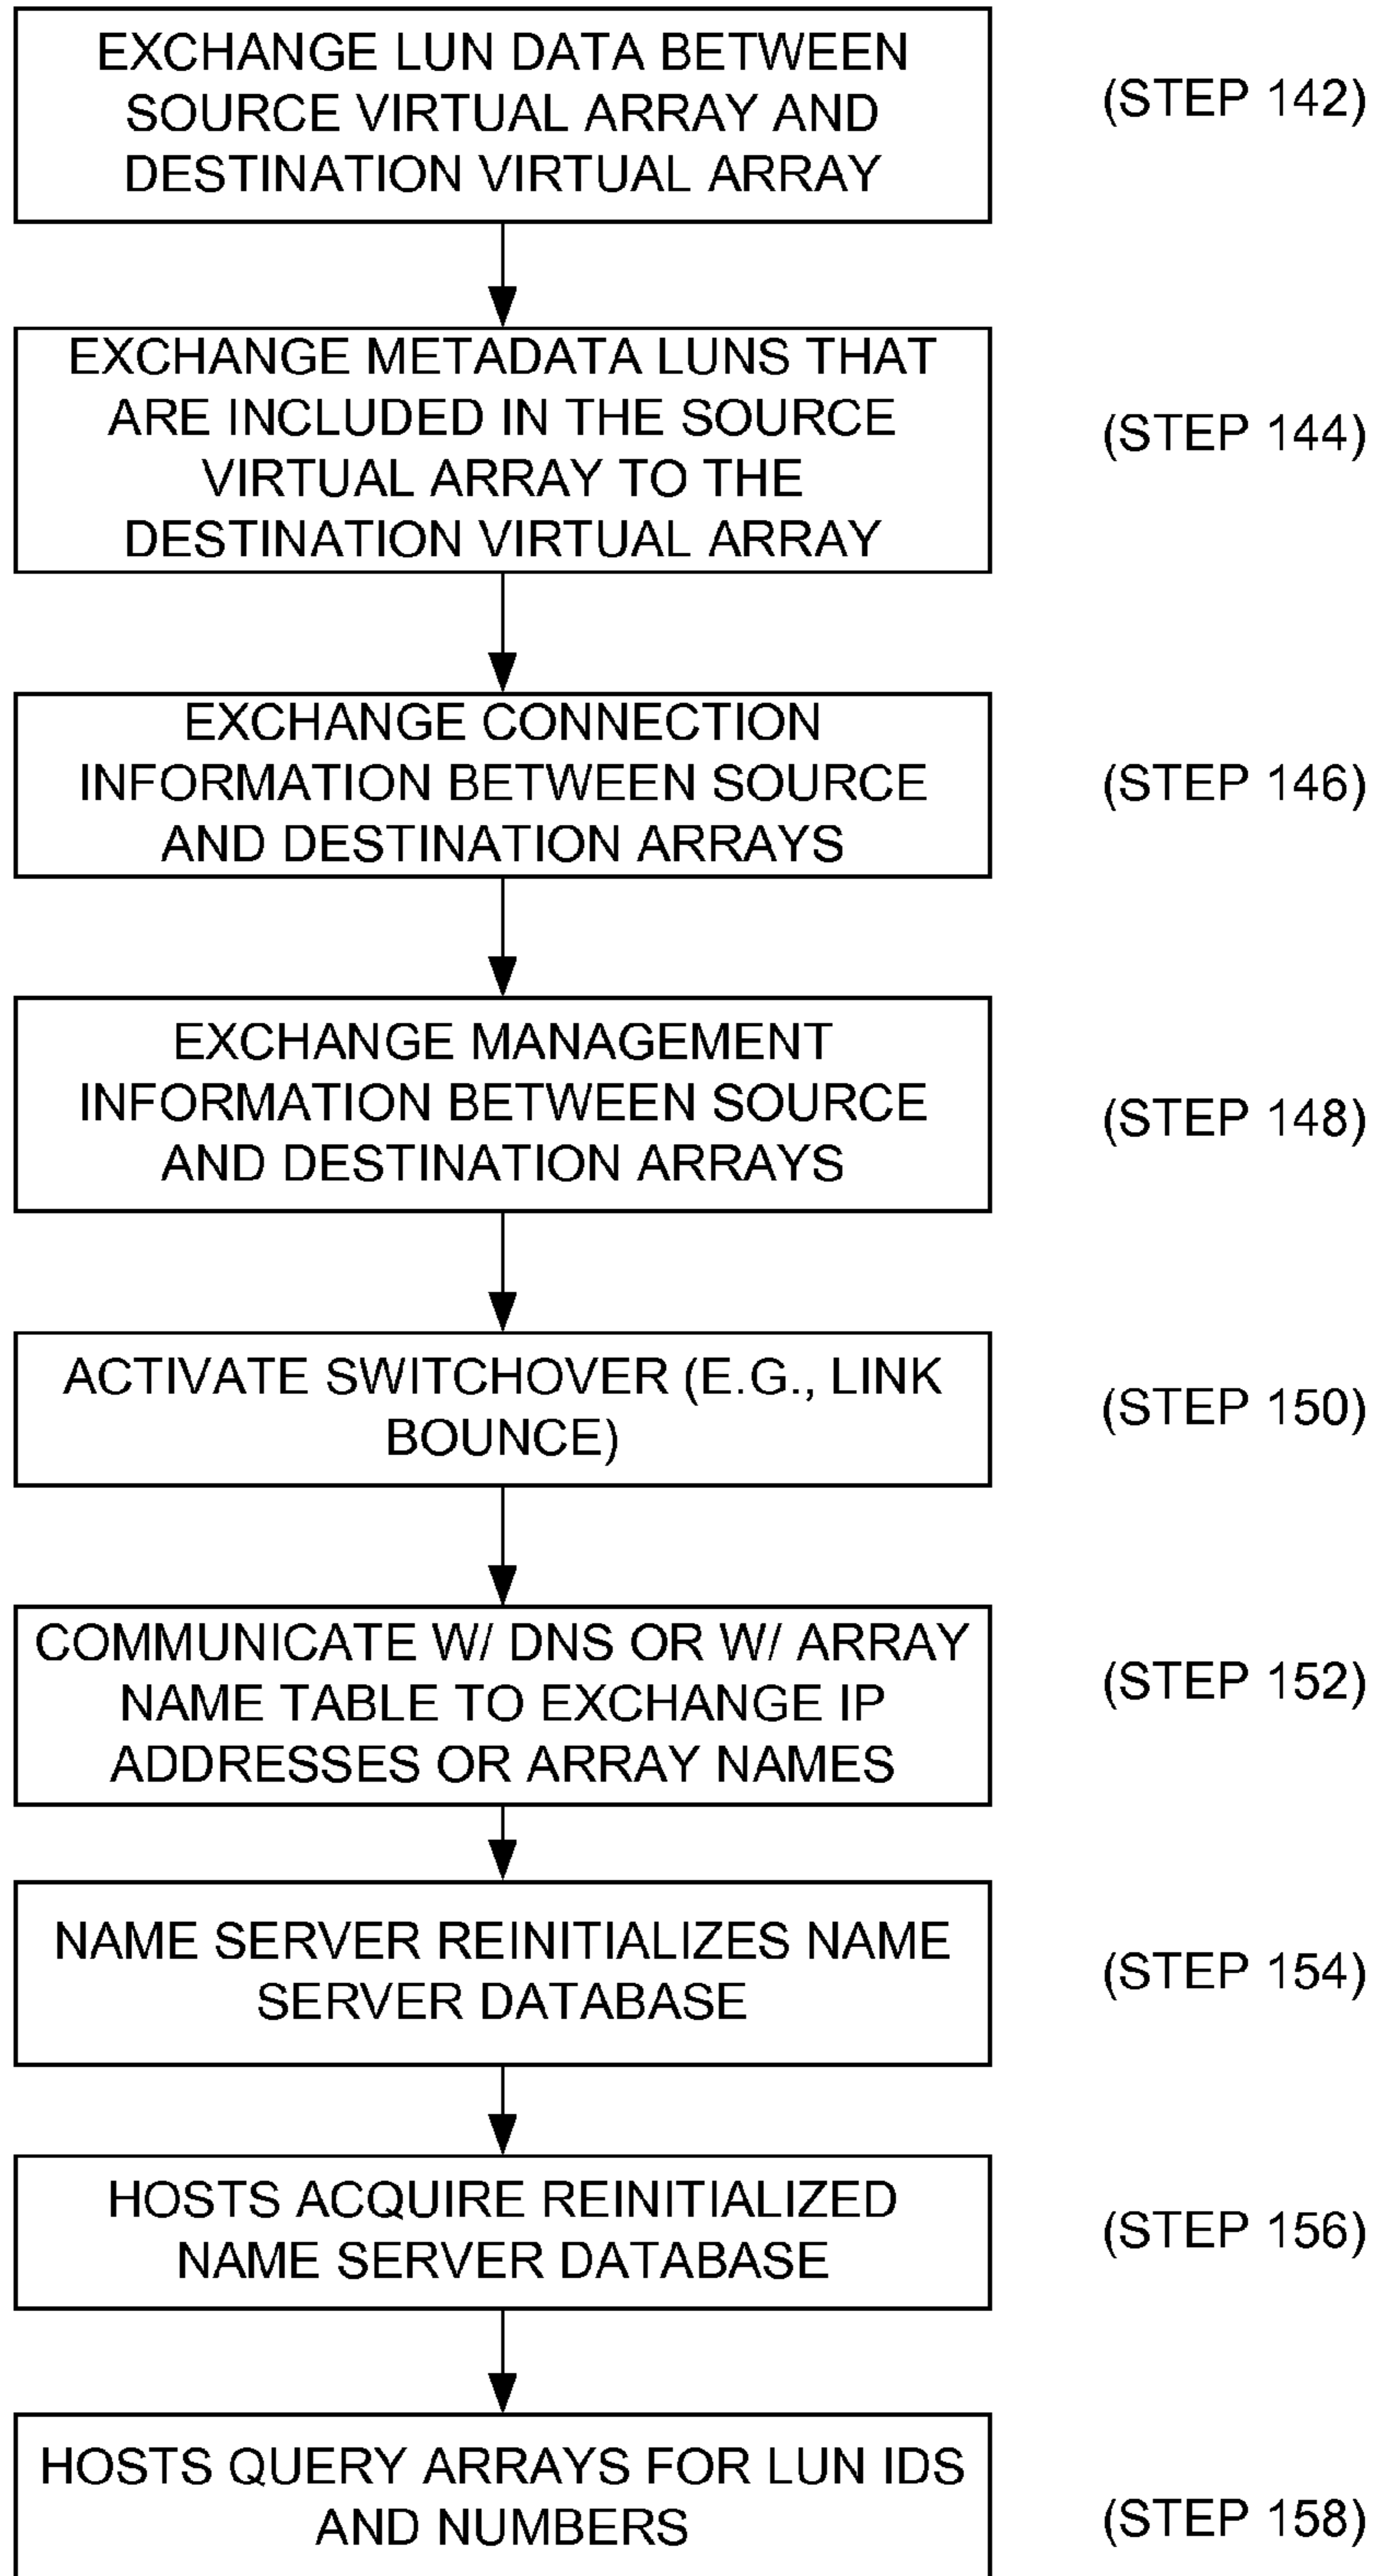 EXCHANGE LUN DATA BETWEEN
SOURCE VIRTUAL ARRAY AND
DESTINATION VIRTUAL ARRAY
(STEP 142)
EXCHANGE METADATA LUNS THAT
ARE INCLUDED IN THE SOURCE
VIRTUAL ARRAY TO THE
DESTINATION VIRTUAL ARRAY
(STEP 144)
EXCHANGE CONNECTION
INFORMATION BETWEEN SOURCE
AND DESTINATION ARRAYS
(STEP 146)
EXCHANGE MANAGEMENT
INFORMATION BETWEEN SOURCE
AND DESTINATION ARRAYS
(STEP 148)
ACTIVATE SWITCHOVER (E.G., LINK
BOUNCE)
(STEP 150)
COMMUNICATE W/ DNS OR W/ ARRAY
NAME TABLE TO EXCHANGE IP
ADDRESSES OR ARRAY NAMES
(STEP 152)
NAME SERVER REINITIALIZES NAME
SERVER DATABASE
(STEP 154)
HOSTS ACQUIRE REINITIALIZED
NAME SERVER DATABASE
(STEP 156)
HOSTS QUERY ARRAYS FOR LUN IDS
AND NUMBERS
(STEP 158)